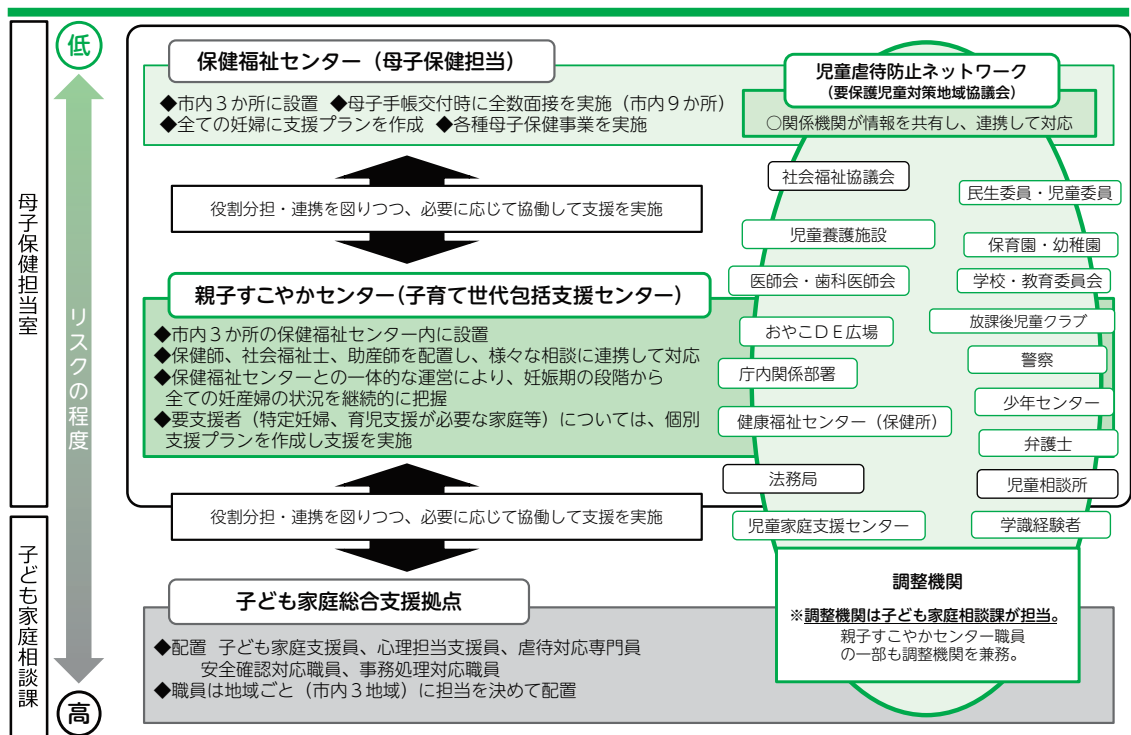 母子保健担当室
子ども家庭相談課
低
リスクの程度
高
保健福祉センター（母子保健担当）
◆市内３か所に設置 ◆母子手帳交付時に全数面接を実施（市内９か所）
◆全ての妊婦に支援プランを作成 ◆各種母子保健事業を実施
役割分担・連携を図りつつ、必要に応じて協働して支援を実施
親子すこやかセンター（子育て世代包括支援センター）
◆市内３か所の保健福祉センター内に設置
◆保健師、社会福祉士、助産師を配置し、様々な相談に連携して対応
◆保健福祉センターとの一体的な運営により、妊娠期の段階から
全ての妊産婦の状況を継続的に把握
◆要支援者（特定妊婦、育児支援が必要な家庭等）については、個別
支援プランを作成し支援を実施
役割分担・連携を図りつつ、必要に応じて協働して支援を実施
子ども家庭総合支援拠点
◆配置 子ども家庭支援員、心理担当支援員、虐待対応専門員
安全確認対応職員、事務処理対応職員
◆職員は地域ごと（市内３地域）に担当を決めて配置
児童虐待防止ネットワーク
（要保護児童対策地域協議会）
○関係機関が情報を共有し、連携して対応
社会福祉協議会
民生委員・児童委員
児童養護施設
保育園・幼稚園
医師会・歯科医師会
学校・教育委員会
おやこＤＥ広場
放課後児童クラブ
庁内関係部署
警察
健康福祉センター（保健所）
少年センター
弁護士
法務局
児童相談所
児童家庭支援センター
学識経験者
調整機関
※調整機関は子ども家庭相談課が担当。
親子すこやかセンター職員
の一部も調整機関を兼務。